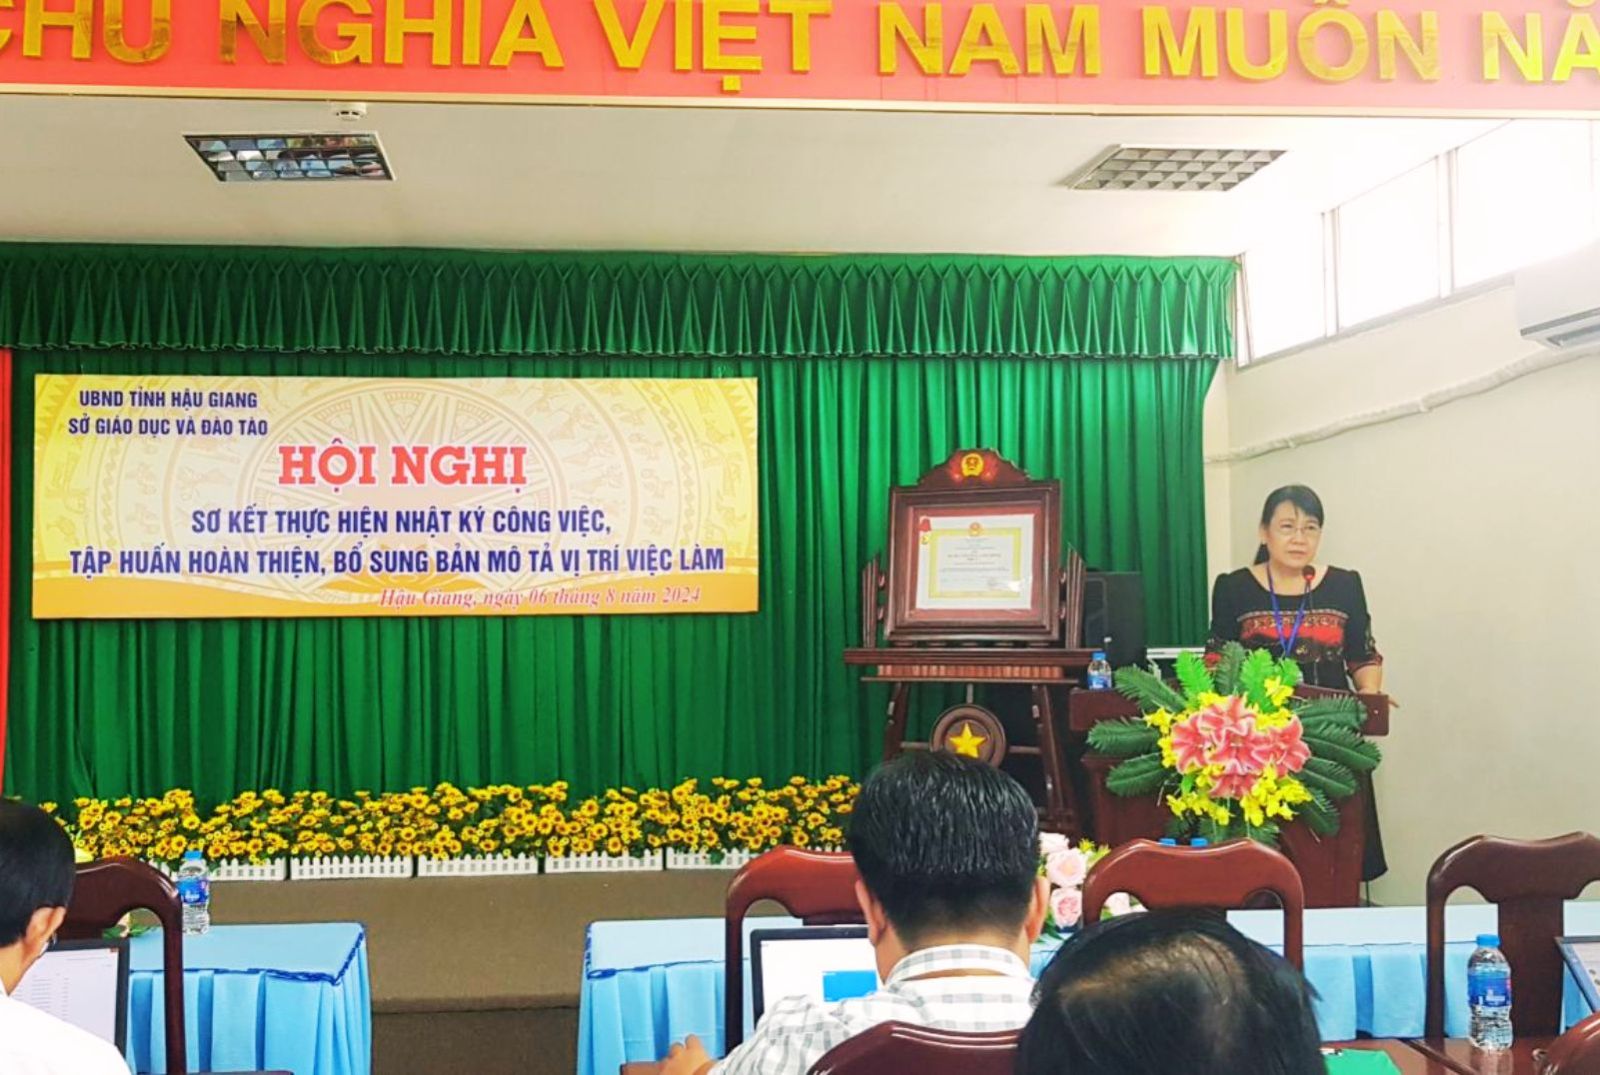 CHỦ NGHĨA VIỆT NAM MUÔN NĂ
UBND TỈNH HẬU GIANG
SỞ GIÁO DỤC VÀ ĐÀO TẠO
HỘI NGHỊ
SƠ KẾT THỰC HIỆN NHẬT KÝ CÔNG VIỆC,
TẬP HUẤN HOÀN THIỆN, BỔ SUNG BẢN MÔ TẢ VỊ TRÍ VIỆC LÀM
Hậu Giang, ngày 06 tháng 8 năm 2024